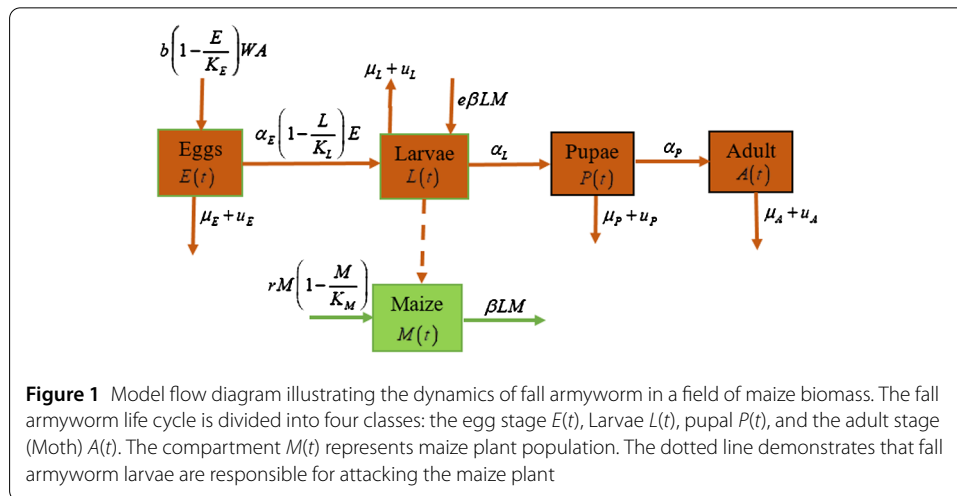 b(1-E/K_E)WA
μ_L+u_L
eβLM
α_E(1-L/K_L)E
Eggs
E(t)
Larvae
L(t)
α_L
Pupae
P(t)
α_P
Adult
A(t)
μ_E+u_E
μ_P+u_P
μ_A+u_A
rM(1-M/K_M)
Maize
M(t)
βLM
Figure 1 Model flow diagram illustrating the dynamics of fall armyworm in a field of maize biomass. The fall
armyworm life cycle is divided into four classes: the egg stage E(t), Larvae L(t), pupal P(t), and the adult stage
(Moth) A(t). The compartment M(t) represents maize plant population. The dotted line demonstrates that fall
armyworm larvae are responsible for attacking the maize plant